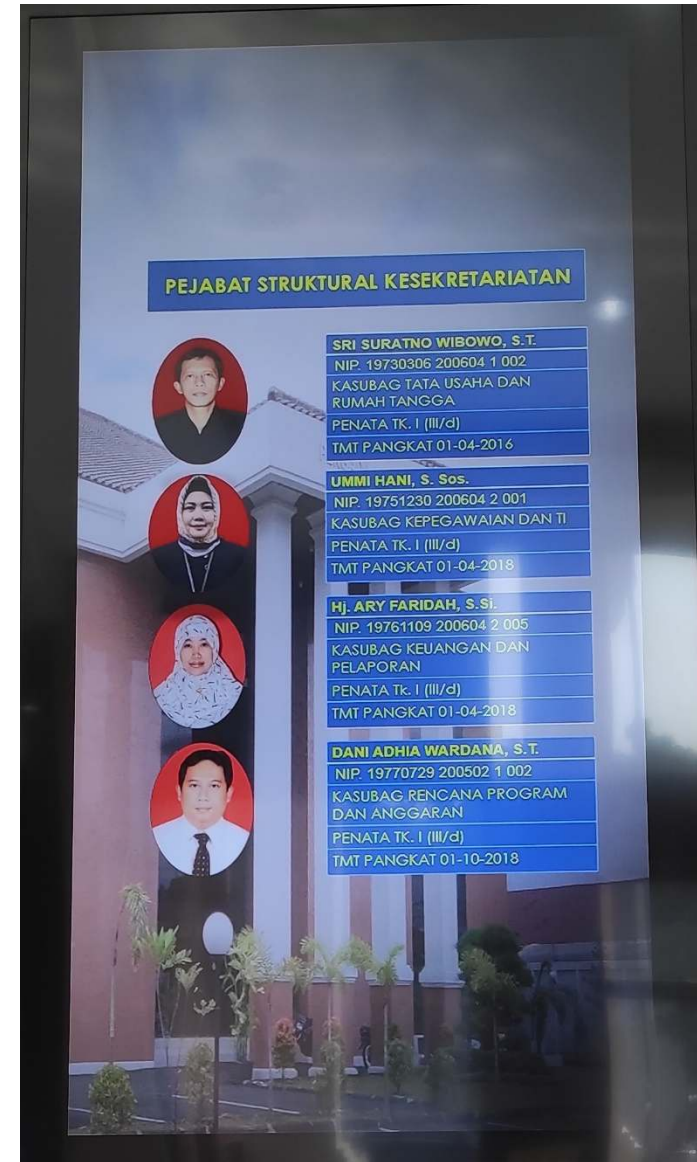 PEJABAT STRUKTURAL KESEKRETARIATAN
SRI SURATNO WIBOWO, S.T.
NIP. 19730306 200604 1 002
KASUBAG TATA USAHA DAN
RUMAH TANGGA
PENATA TK. I (III/d)
TMT PANGKAT 01-04-2016
UMMI HANI, S. Sos.
NIP. 19751230 200604 2 001
KASUBAG KEPEGAWAIAN DAN TI
PENATA TK. I (III/d)
TMT PANGKAT 01-04-2018
Hj. ARY FARIDAH, S.Si.
NIP. 19761109 200604 2 005
KASUBAG KEUANGAN DAN
PELAPORAN
PENATA Tk. I (III/d)
TMT PANGKAT 01-04-2018
DANI ADHIA WARDANA, S.T.
NIP. 19770729 200502 1 002
KASUBAG RENCANA PROGRAM
DAN ANGGARAN
PENATA TK. I (III/d)
TMT PANGKAT 01-10-2018